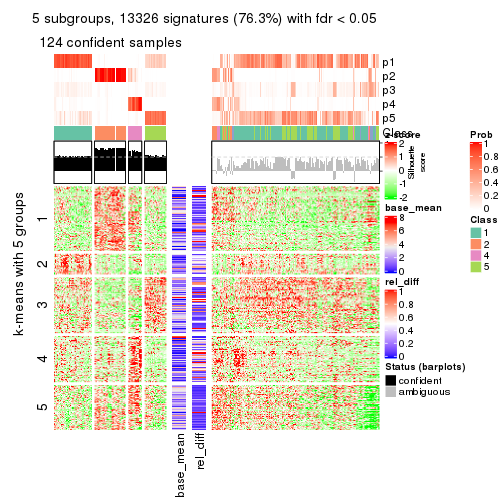 5 subgroups, 13326 signatures (76.3%) with fdr < 0.05
124 confident samples
p1
p2
p3
p4
p5
Class
k-means with 5 groups
1
2
3
4
5
base_mean
rel_diff
z-score
2
1
0
-1
-2
Silhouette
score
base_mean
8
6
4
2
0
rel_diff
1
0.8
0.6
0.4
0.2
0
Status (barplots)
confident
ambiguous
Prob
1
0.8
0.6
0.4
0.2
0
Class
1
2
4
5